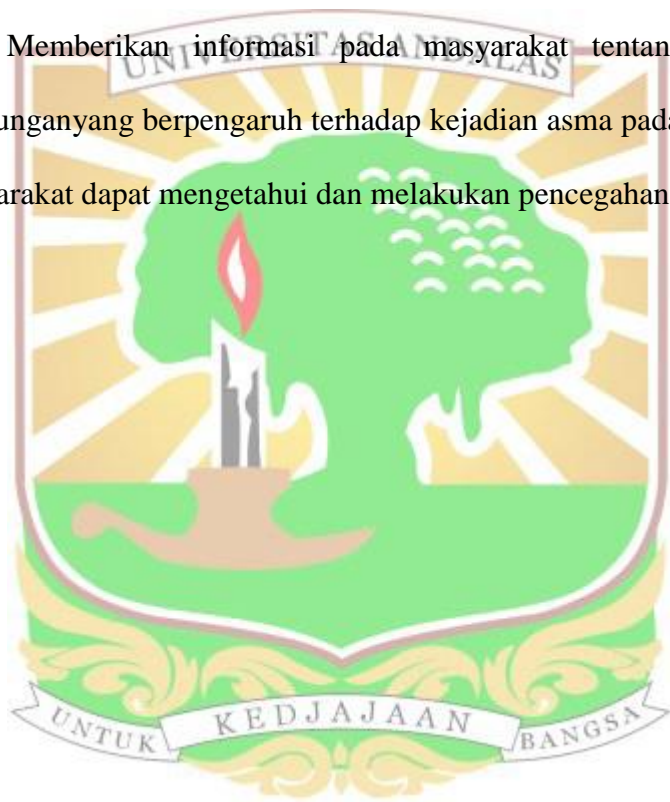 Memberikan informasi pada masyarakat tentan
UNIVERSITAS ANDALAS
unganyang berpengaruh terhadap kejadian asma pada
arakat dapat mengetahui dan melakukan pencegahan
UNTUK KEDJAJAAN BANGSA